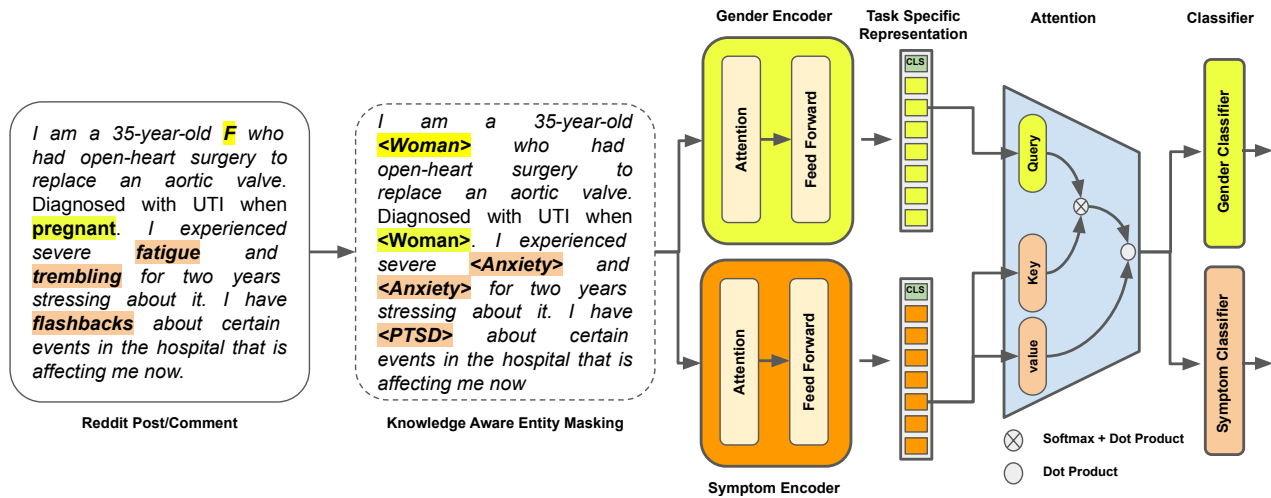 Gender Encoder
Task Specific
Representation
Attention
Classifier
I am a 35-year-old F who
had open-heart surgery to
replace an aortic valve.
Diagnosed with UTI when
pregnant. I experienced
severe fatigue and
trembling for two years
stressing about it. I have
flashbacks about certain
events in the hospital that is
affecting me now.
Reddit Post/Comment
I am a 35-year-old
<Woman> who had
open-heart surgery to
replace an aortic valve.
Diagnosed with UTI when
<Woman>. I experienced
severe <Anxiety> and
<Anxiety> for two years
stressing about it. I have
<PTSD> about certain
events in the hospital that is
affecting me now
Knowledge Aware Entity Masking
Attention
Feed Forward
Attention
Feed Forward
Symptom Encoder
CLS
CLS
Query
Key
value
Softmax + Dot Product
Dot Product
Gender Classifier
Symptom Classifier